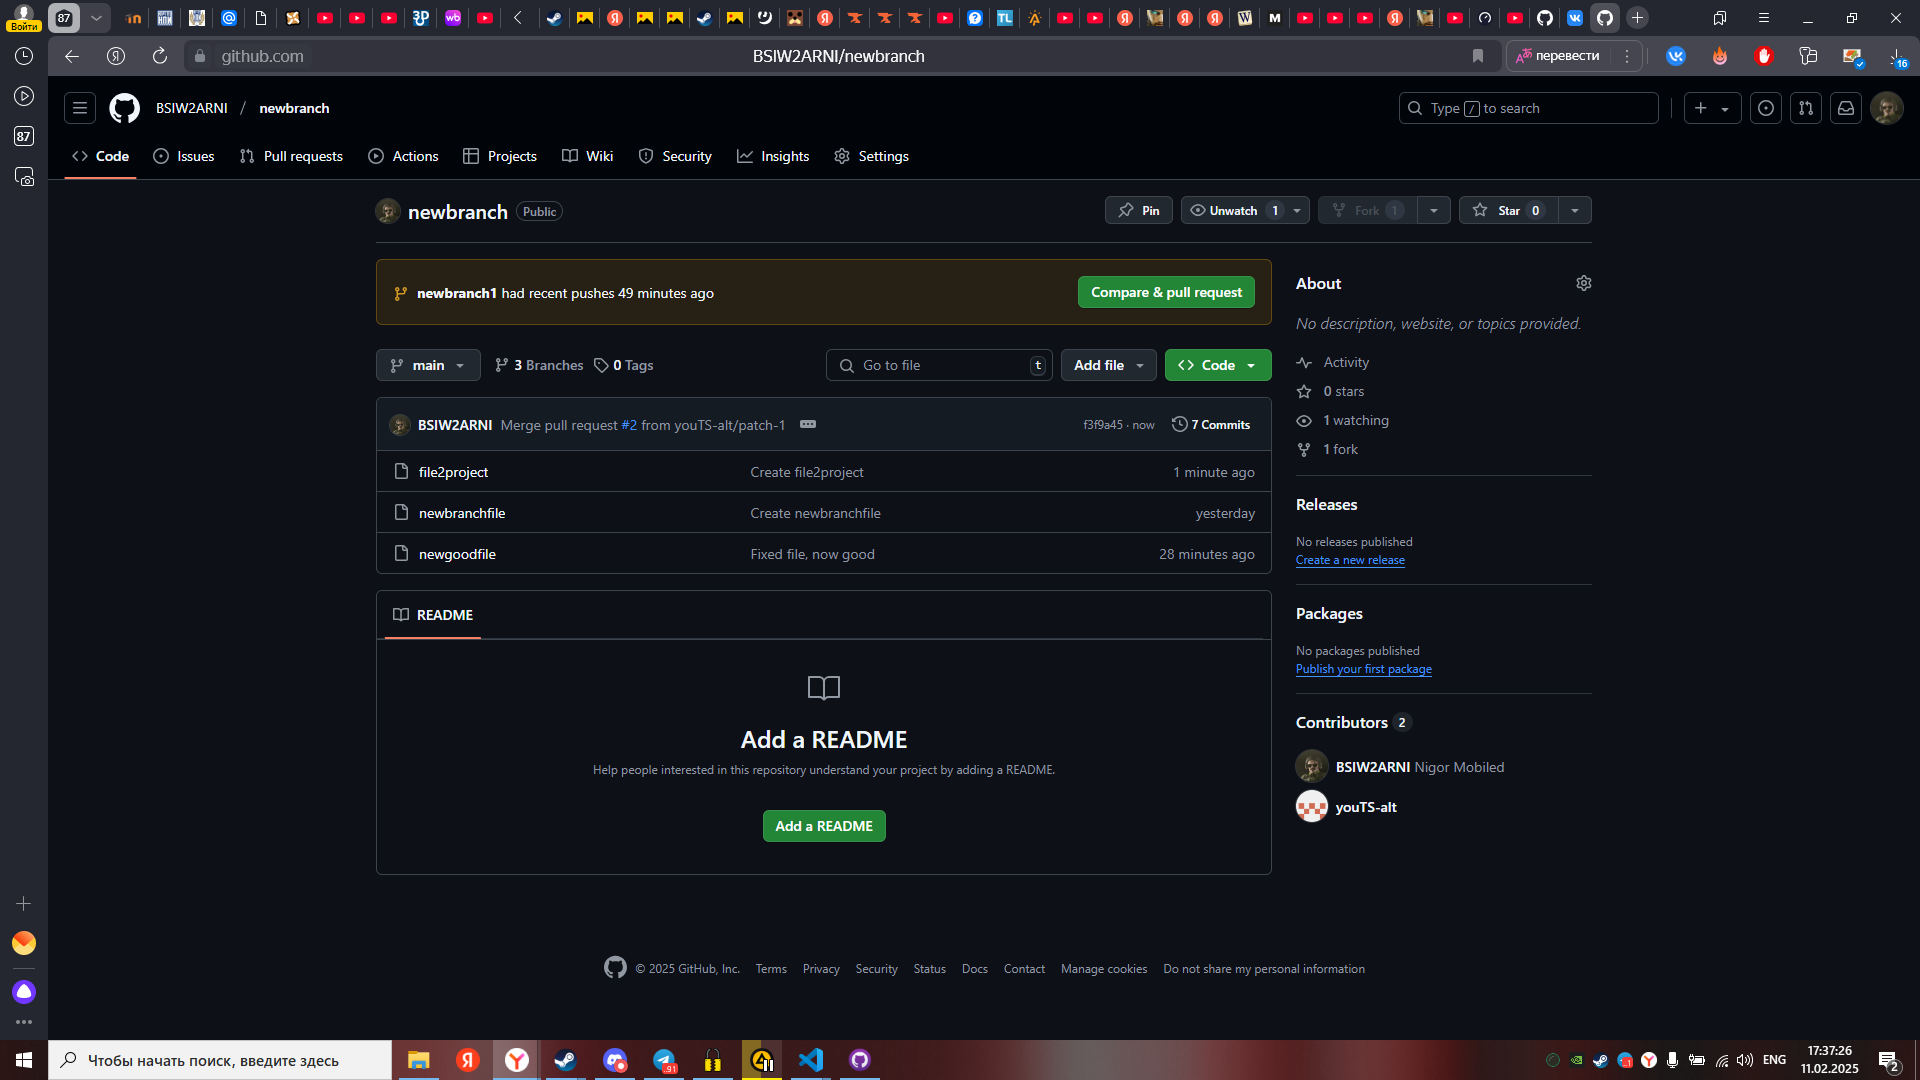 87
Войти
github.com
BSIW2ARNI/newbranch
перевести
16
87
BSIW2ARNI / newbranch
Type / to search
Code
Issues
Pull requests
Actions
Projects
Wiki
Security
Insights
Settings
newbranch Public
Pin
Unwatch 1
Fork 1
Star 0
newbranch1 had recent pushes 49 minutes ago
Compare & pull request
main
3 Branches
0 Tags
Go to file
t
Add file
Code
BSIW2ARNI Merge pull request #2 from youTS-alt/patch-1
f3f9a45 · now
7 Commits
file2project Create file2project 1 minute ago
newbranchfile Create newbranchfile yesterday
newgoodfile Fixed file, now good 28 minutes ago
README
Add a README
Help people interested in this repository understand your project by adding a README.
Add a README
About
No description, website, or topics provided.
Activity
0 stars
1 watching
1 fork
Releases
No releases published
Create a new release
Packages
No packages published
Publish your first package
Contributors 2
BSIW2ARNI Nigor Mobiled
youTS-alt
© 2025 GitHub, Inc. Terms Privacy Security Status Docs Contact Manage cookies Do not share my personal information
Чтобы начать поиск, введите здесь
91
ENG
17:37:26
11.02.2025
2